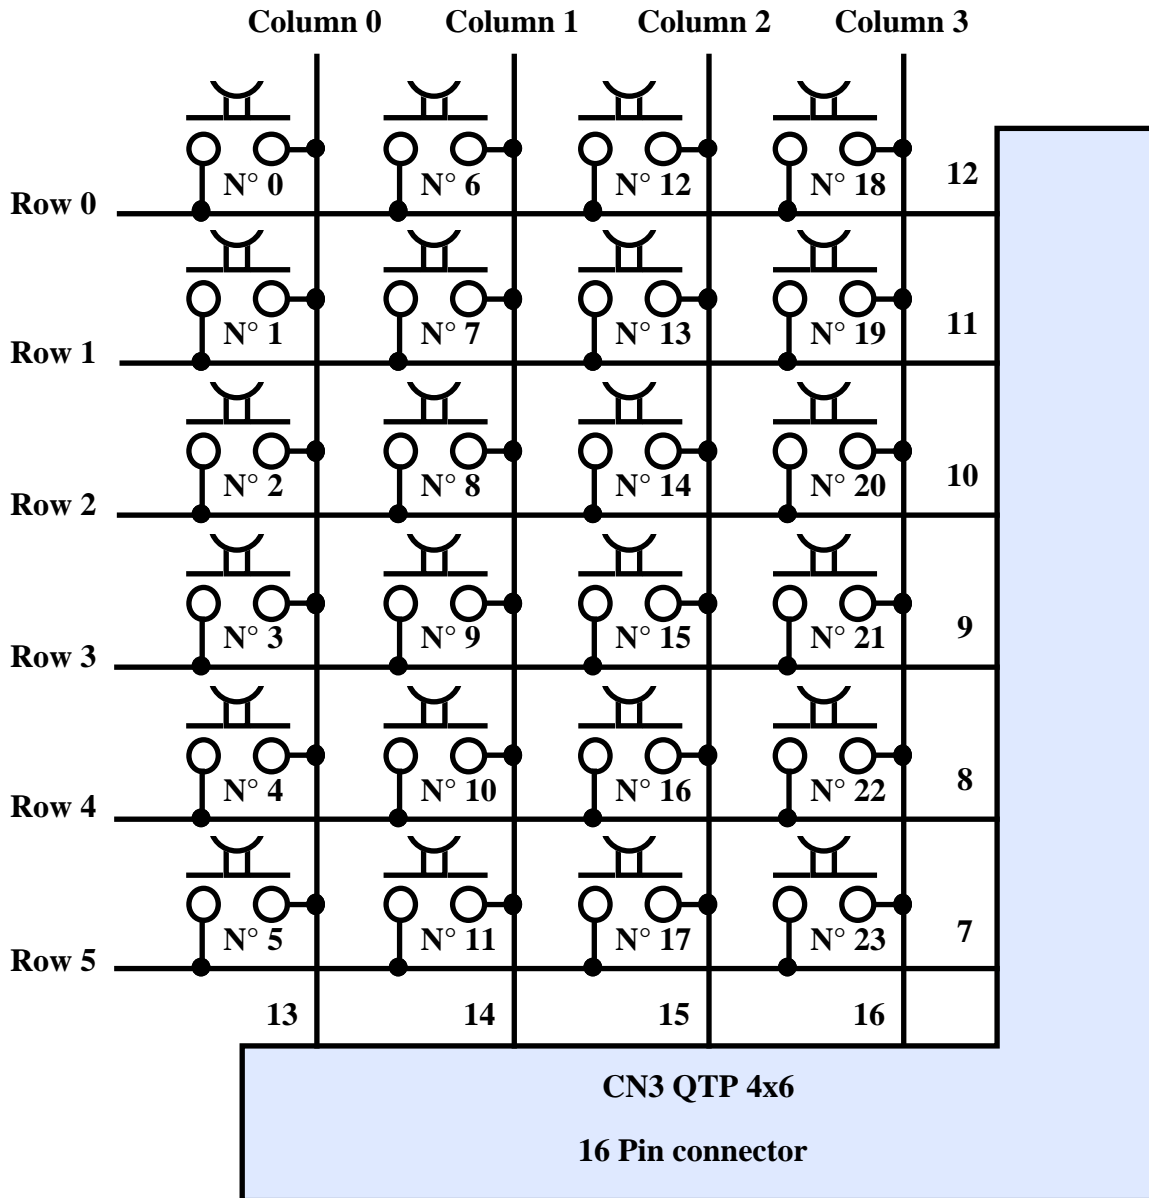 Column 0 Column 1 Column 2 Column 3
N° 0 N° 6 N° 12 N° 18 12
Row 0
N° 1 N° 7 N° 13 N° 19 11
Row 1
N° 2 N° 8 N° 14 N° 20 10
Row 2
N° 3 N° 9 N° 15 N° 21 9
Row 3
N° 4 N° 10 N° 16 N° 22 8
Row 4
N° 5 N° 11 N° 17 N° 23 7
Row 5
13 14 15 16
CN3 QTP 4x6
16 Pin connector